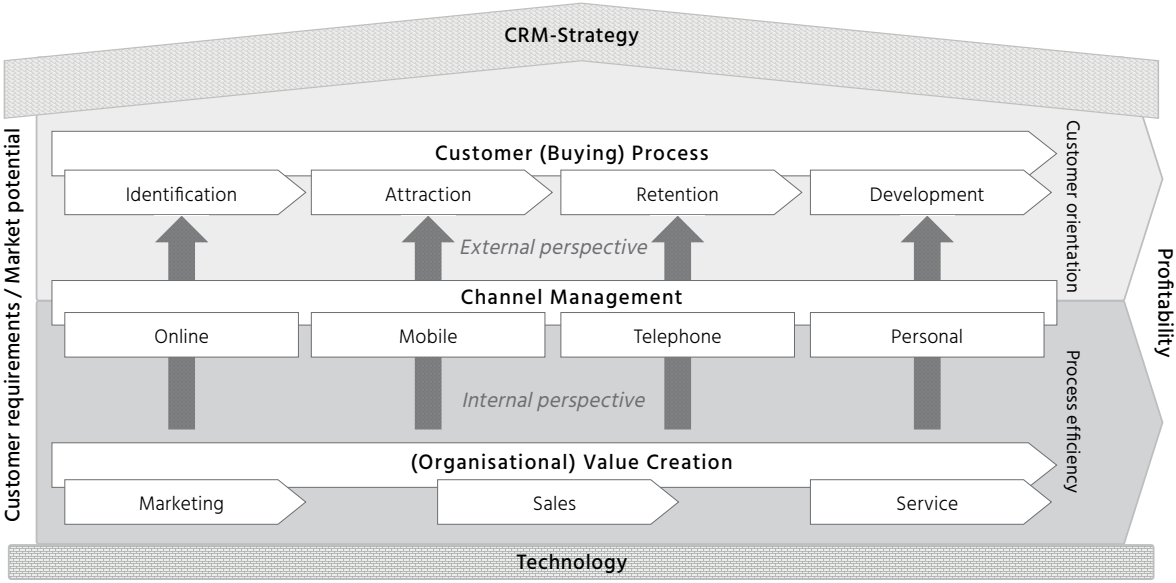 CRM-Strategy
Customer requirements / Market potential
Customer (Buying) Process
Identification
Attraction
Retention
Development
Customer orientation
External perspective
Channel Management
Online
Mobile
Telephone
Personal
Profitability
Internal perspective
Process efficiency
(Organisational) Value Creation
Marketing
Sales
Service
Technology